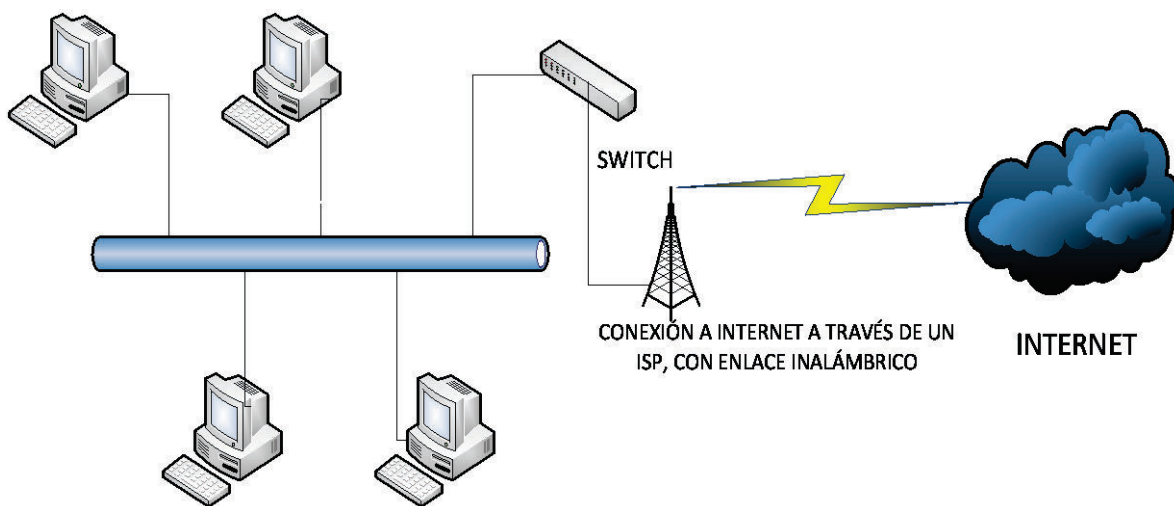 SWITCH
CONEXIÓN A INTERNET A TRAVÉS DE UN
ISP, CON ENLACE INALÁMBRICO
INTERNET